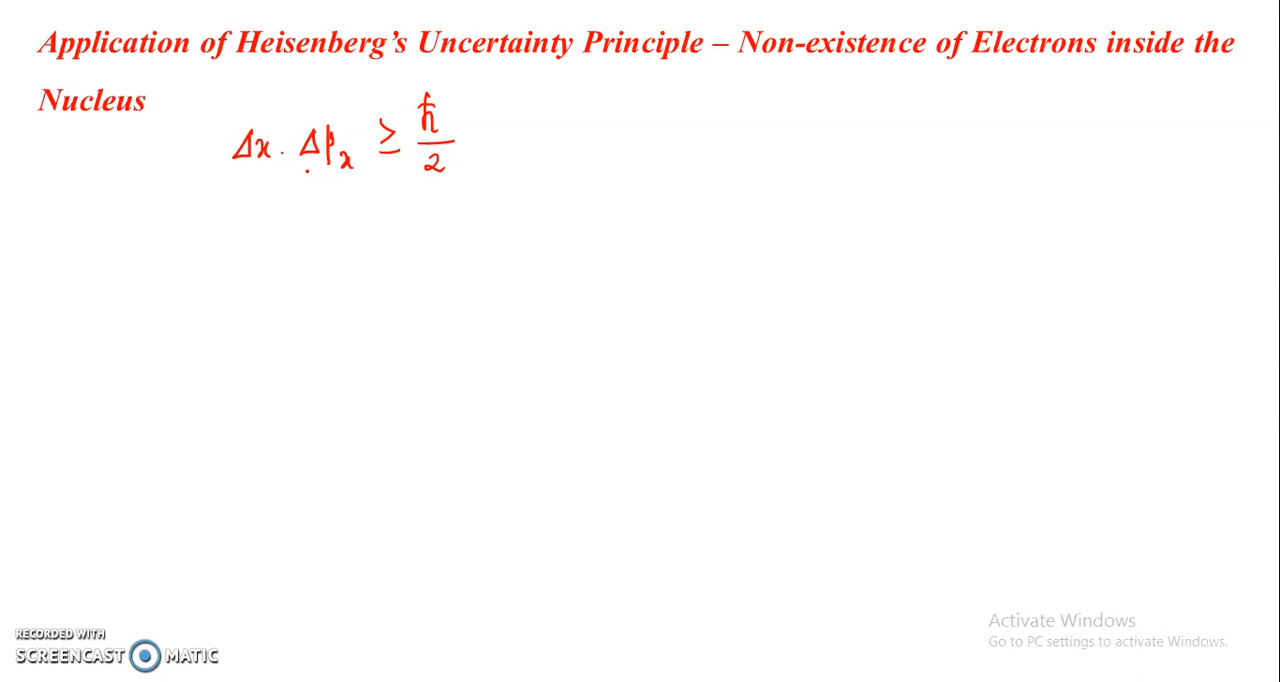 Application of Heisenberg's Uncertainty Principle – Non-existence of Electrons inside the
Nucleus
Δx . Δpₓ ≥ ħ/2
Activate Windows
Go to PC settings to activate Windows.
RECORDED WITH
SCREENCAST MATIC